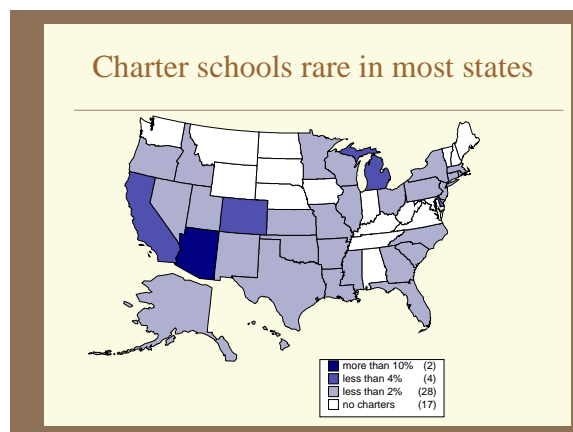 Charter schools rare in most states
more than 10% (2)
less than 4% (4)
less than 2% (28)
no charters (17)